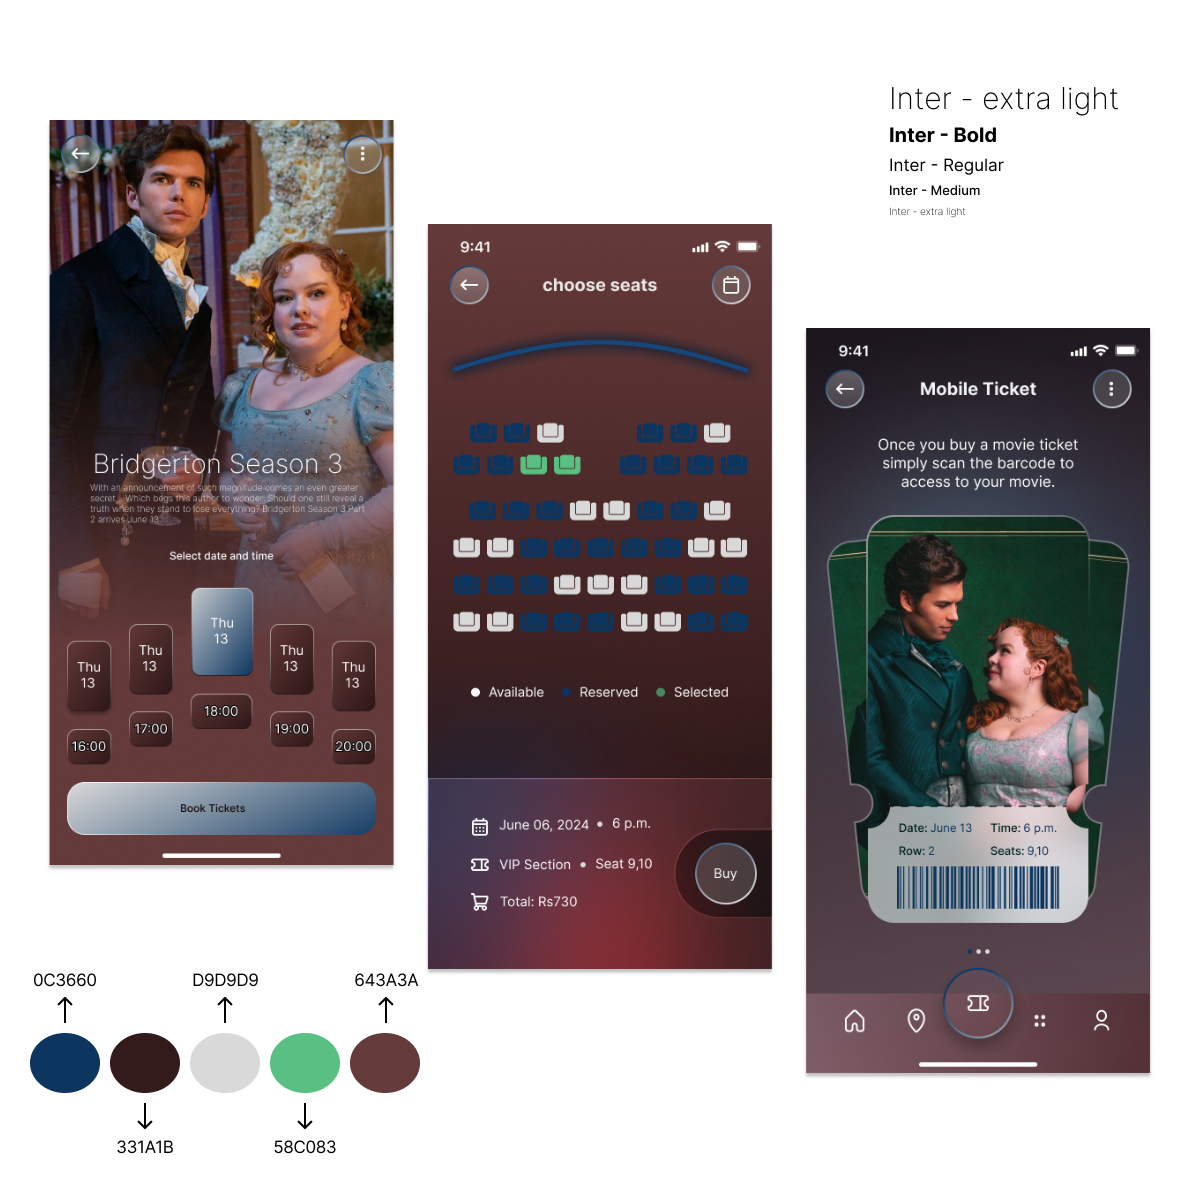 Inter - extra light
Inter - Bold
Inter - Regular
Inter - Medium
Inter - extra light
Bridgerton Season 3
With an announcement of such magnitude comes an even greater
secret... Which begs this author to wonder: Should one still reveal a
truth when they stand to lose everything? Bridgerton Season 3 Part
2 arrives June 13.
Select date and time
Thu
13
Thu
13
Thu
13
Thu
13
Thu
13
16:00
17:00
18:00
19:00
20:00
Book Tickets
9:41
choose seats
Available
Reserved
Selected
June 06, 2024 • 6 p.m.
VIP Section • Seat 9,10
Total: Rs730
Buy
9:41
Mobile Ticket
Once you buy a movie ticket
simply scan the barcode to
access to your movie.
Date: June 13 Time: 6 p.m.
Row: 2 Seats: 9,10
0C3660
D9D9D9
643A3A
331A1B
58C083